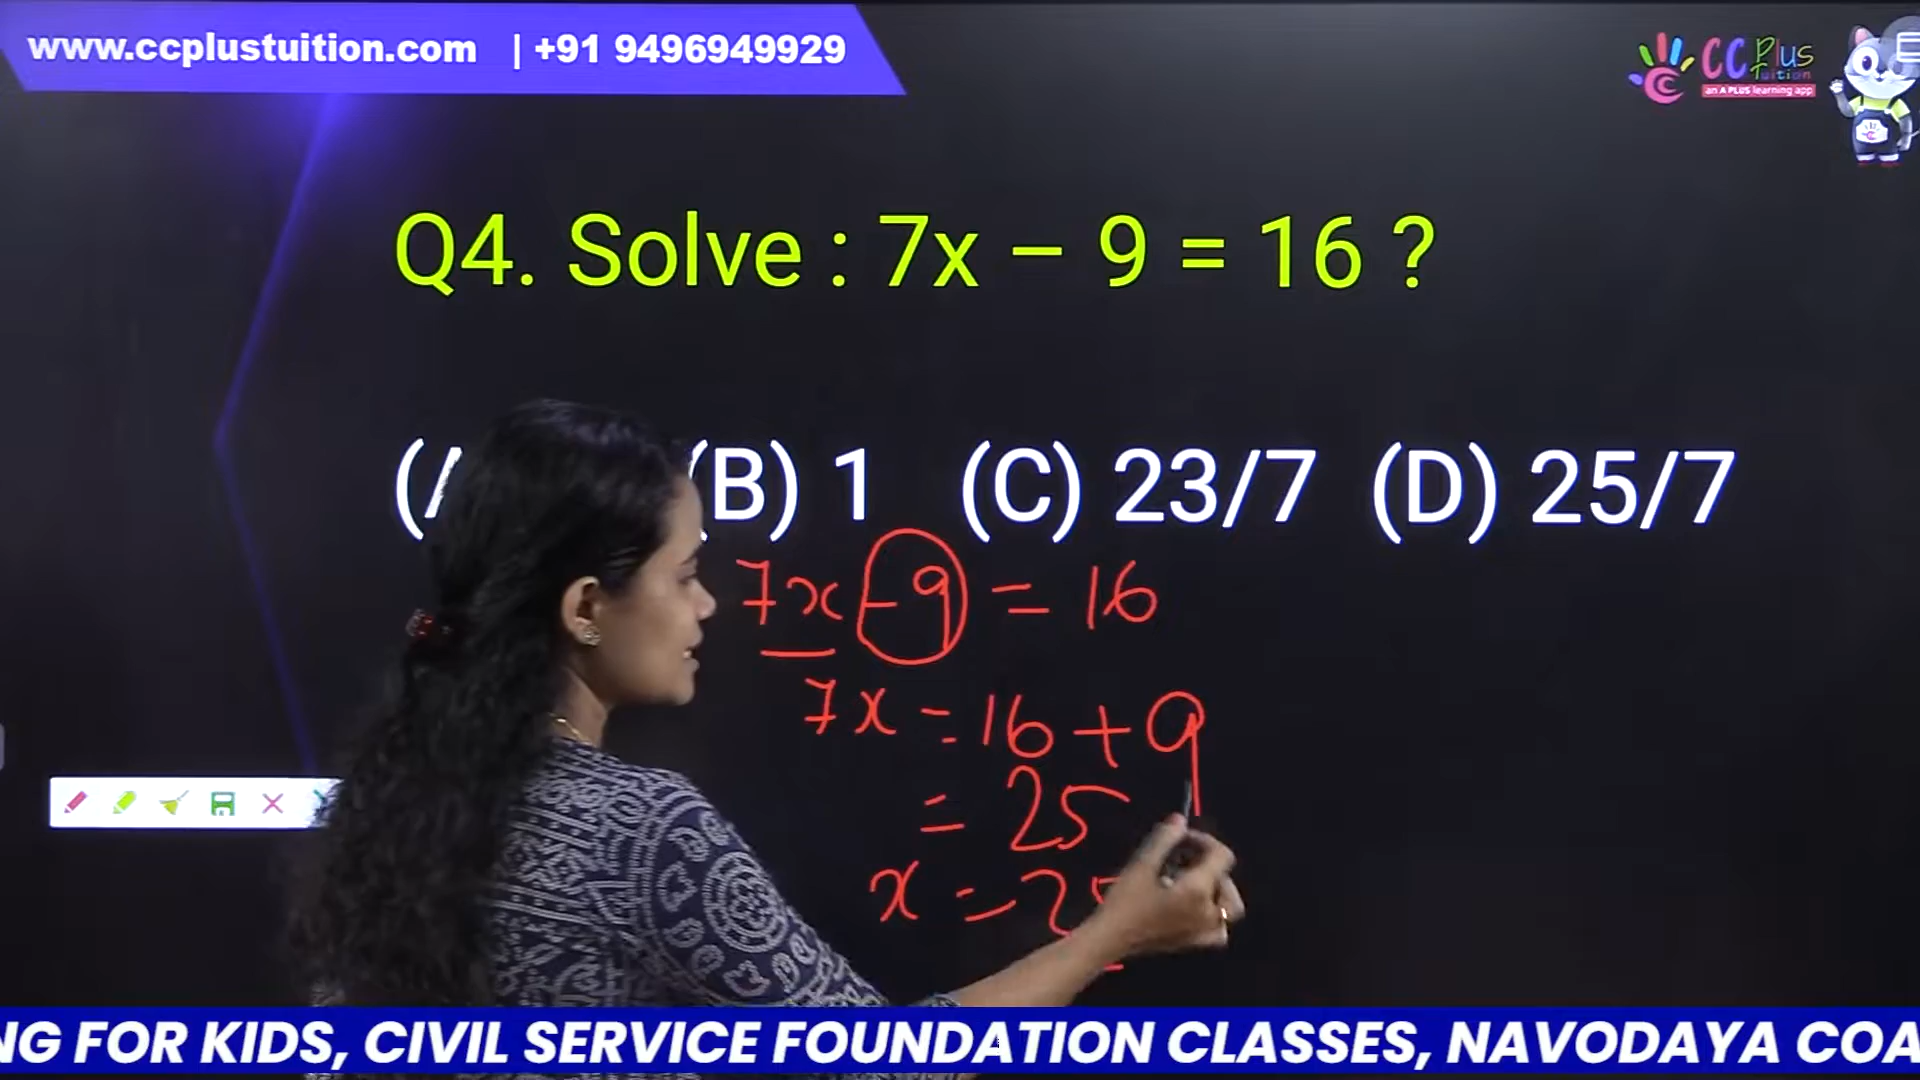 www.ccplustuition.com | +91 9496949929
CC Plus
Tuition
an A PLUS learning app
Q4. Solve : 7x – 9 = 16 ?
(B) 1 (C) 23/7 (D) 25/7
7x - 9 = 16
7x = 16 + 9
= 25
x = 25
NG FOR KIDS, CIVIL SERVICE FOUNDATION CLASSES, NAVODAYA COA